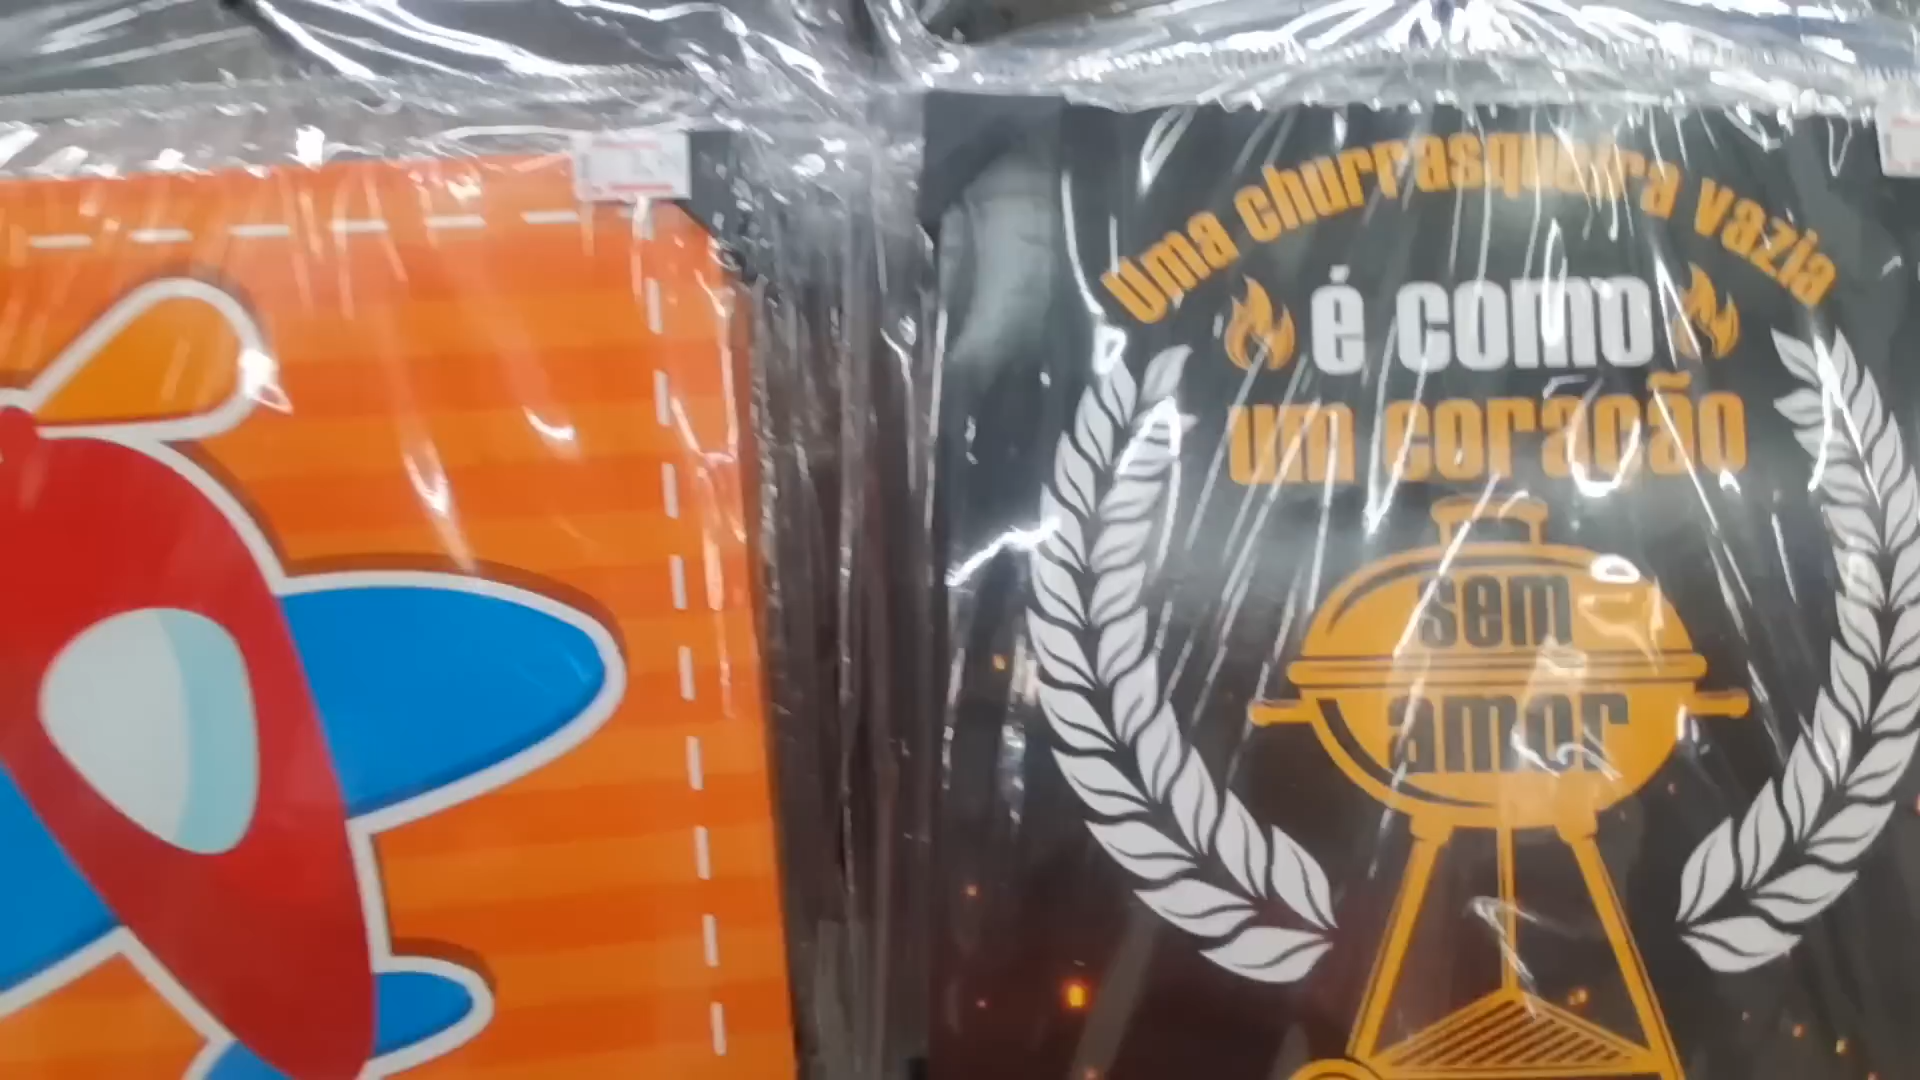 Uma churrasqueira vazia
é como
um coração
sem
amor